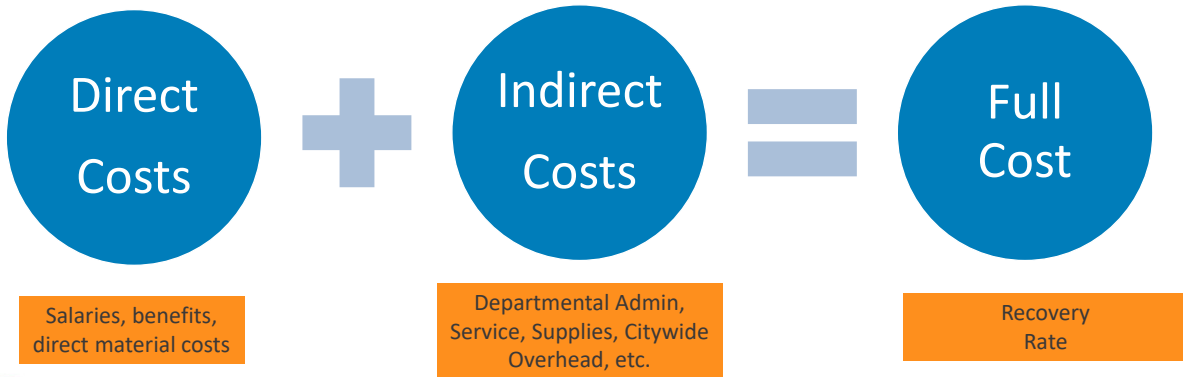 Direct
Costs
Indirect
Costs
Full
Cost
Salaries, benefits,
direct material costs
Departmental Admin,
Service, Supplies, Citywide
Overhead, etc.
Recovery
Rate